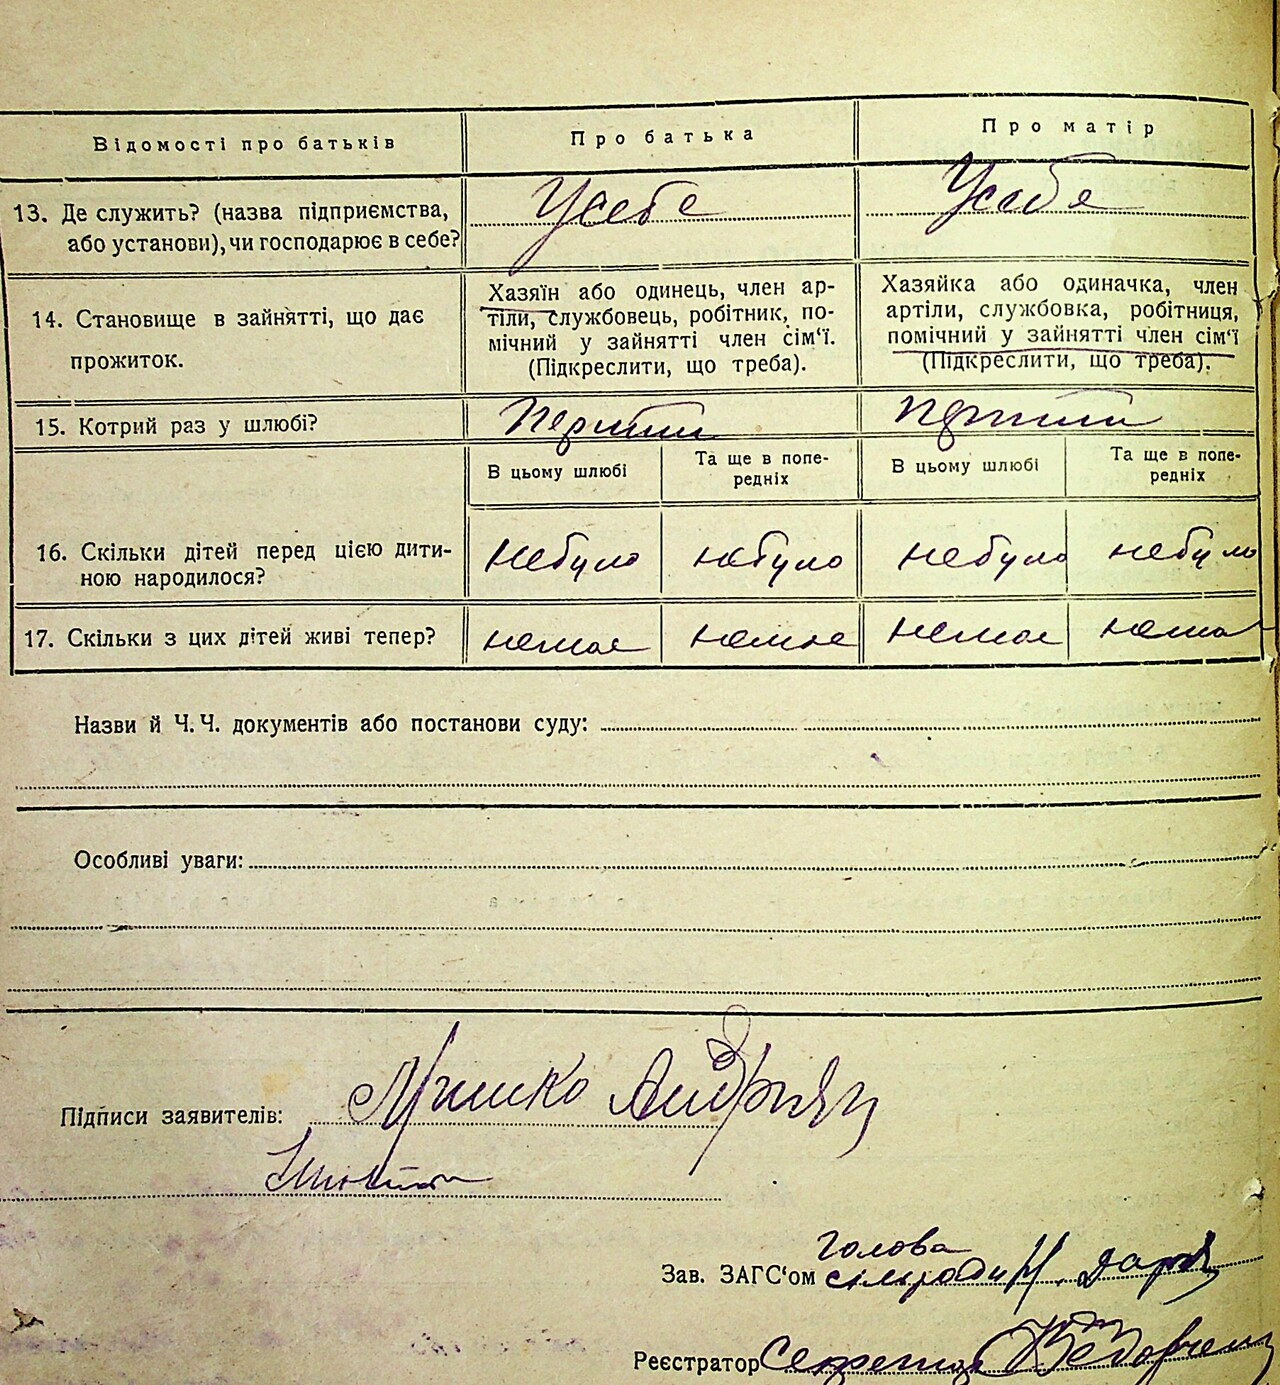 Відомості про батьків
Про батька
Про матір
13. Де служить? (назва підприємства,
або установи), чи господарює в себе?
Усебе
Усебя
14. Становище в зайнятті, що дає
прожиток.
Хазяїн або одинець, член ар-
тіли, службовець, робітник, по-
мічний у зайнятті член сім‘ї.
(Підкреслити, що треба).
Хазяйка або одиначка, член
артіли, службовка, робітниця,
помічний у зайнятті член сім‘ї
(Підкреслити, що треба).
15. Котрий раз у шлюбі?
Первий
Первий
В цьому шлюбі
Та ще в попе-
редніх
В цьому шлюбі
Та ще в попе-
редніх
16. Скільки дітей перед цією дити-
ною народилося?
небуло
небуло
небуло
небуло
17. Скільки з цих дітей живі тепер?
немає
немає
немає
немає
Назви й Ч. Ч. документів або постанови суду:
Особливі уваги:
Підписи заявителів:
Голова
Зав. ЗАГС‘ом сільради
Реєстратор Секретар